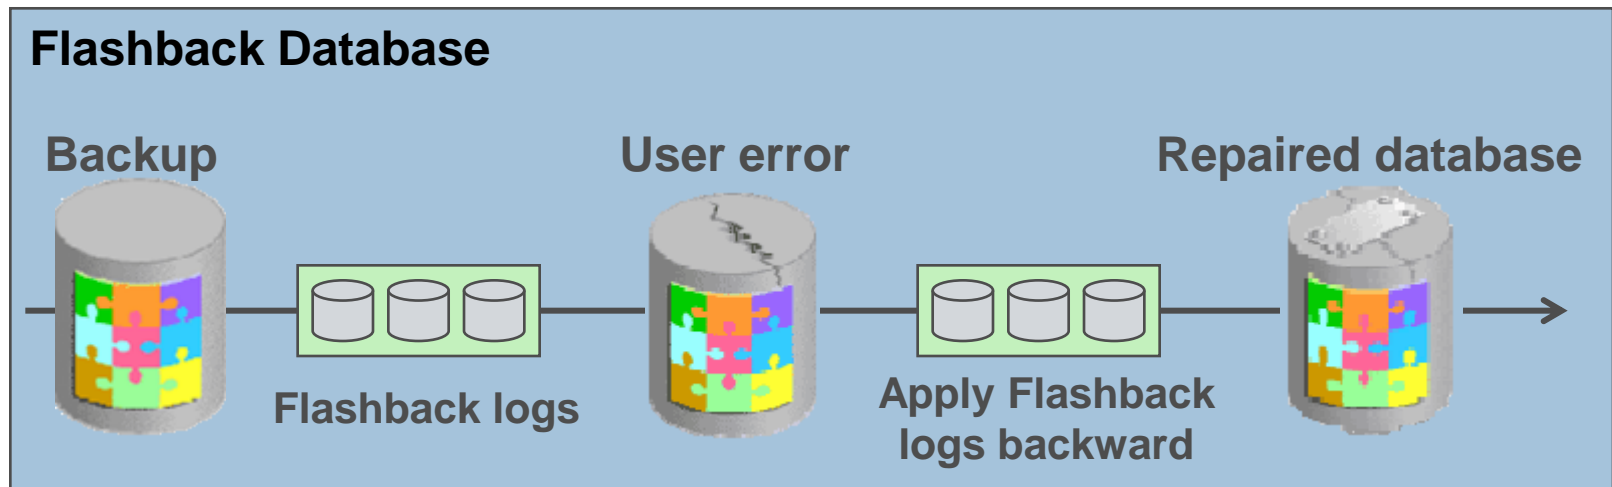 Flashback Database
Backup
User error
Repaired database
Flashback logs
Apply Flashback
logs backward